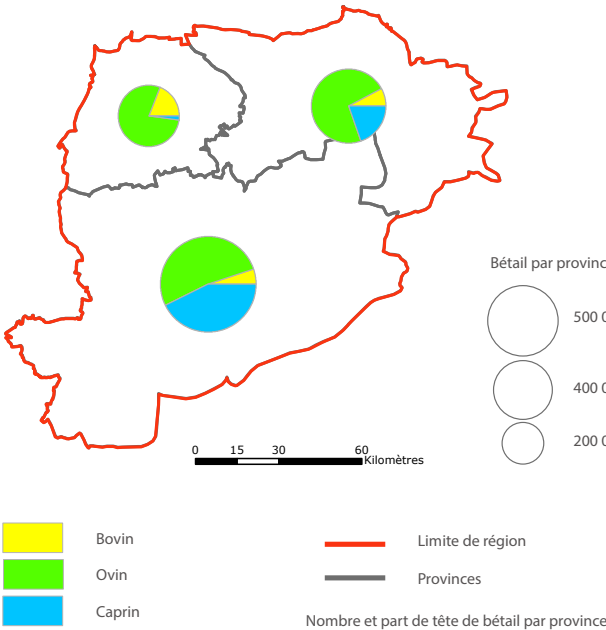 Bétail par provinc
500 0
400 0
200 0
0 15 30 60
Kilomètres
Bovin
Ovin
Caprin
Limite de région
Provinces
Nombre et part de tête de bétail par province